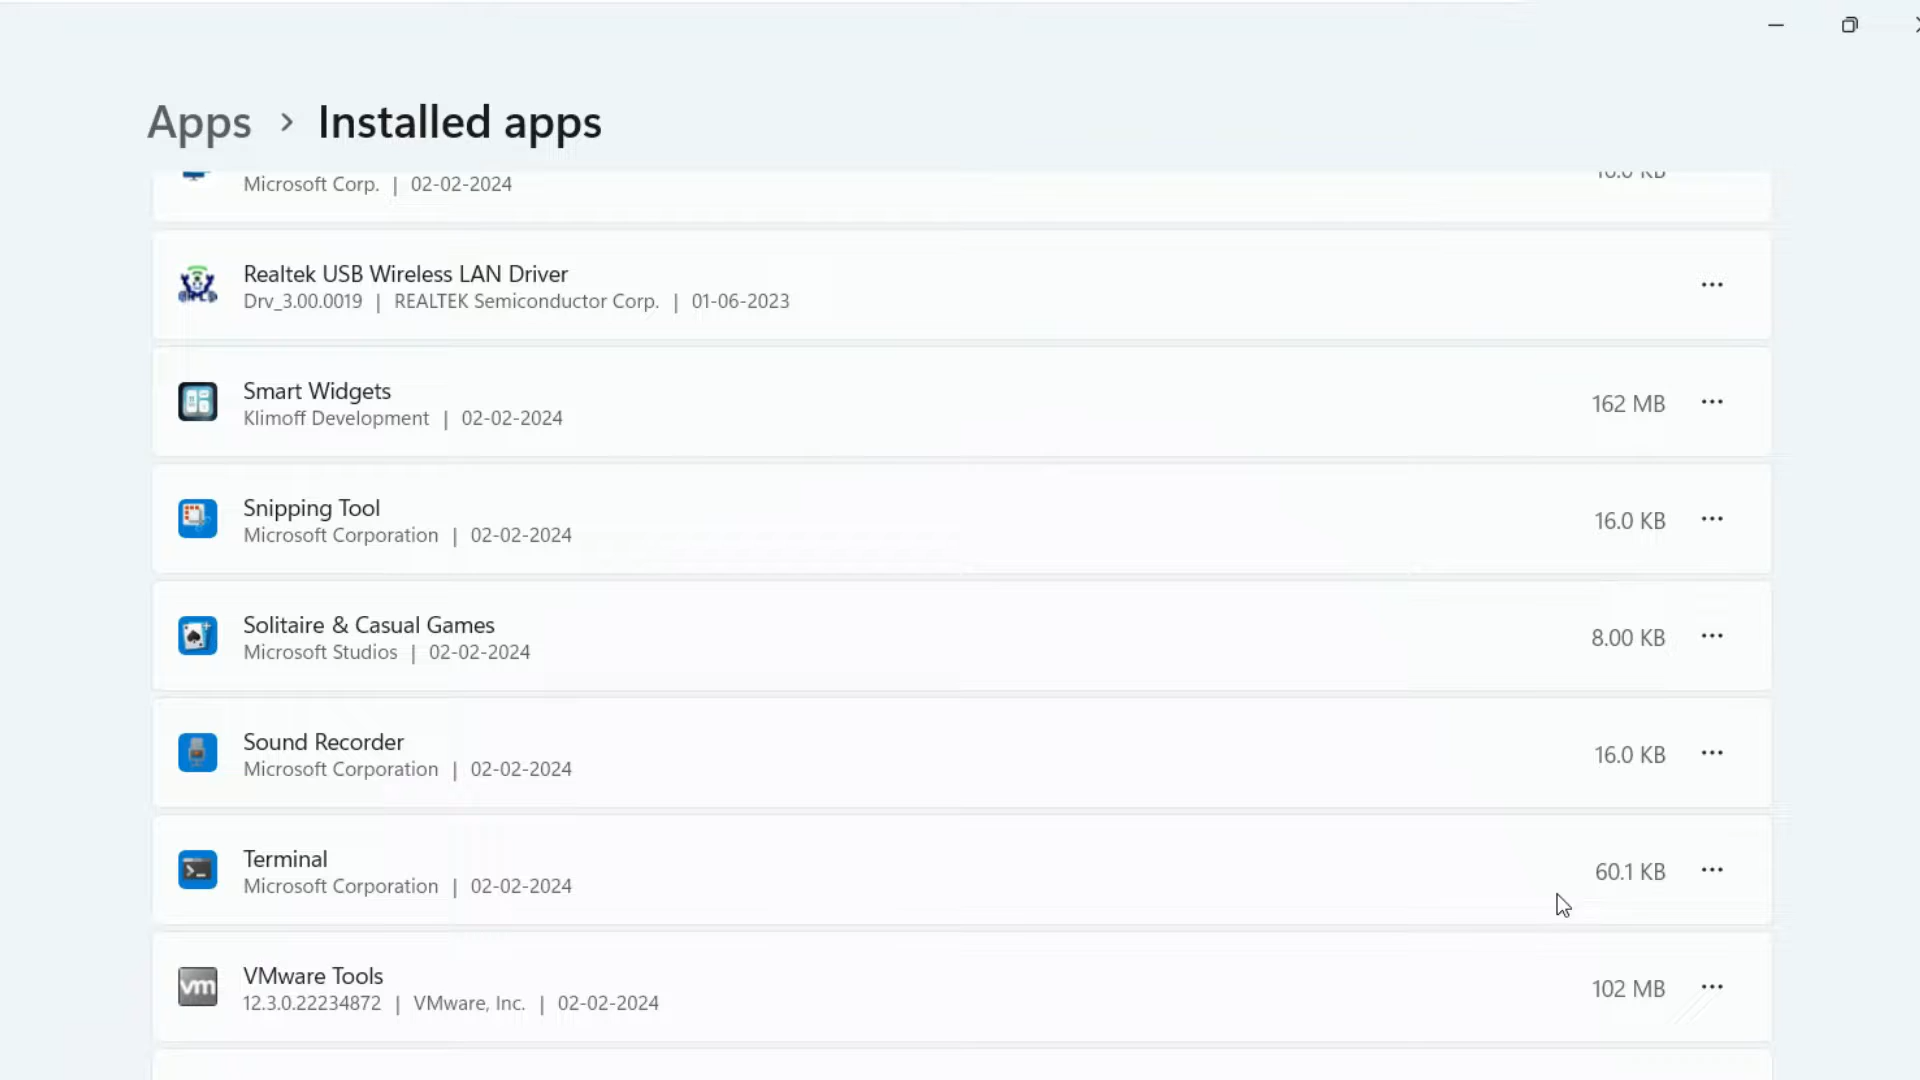 Apps > Installed apps
Microsoft Corp. | 02-02-2024
Realtek USB Wireless LAN Driver
Drv_3.00.0019 | REALTEK Semiconductor Corp. | 01-06-2023
Smart Widgets
Klimoff Development | 02-02-2024
162 MB
Snipping Tool
Microsoft Corporation | 02-02-2024
16.0 KB
Solitaire & Casual Games
Microsoft Studios | 02-02-2024
8.00 KB
Sound Recorder
Microsoft Corporation | 02-02-2024
16.0 KB
Terminal
Microsoft Corporation | 02-02-2024
60.1 KB
vm
VMware Tools
12.3.0.22234872 | VMware, Inc. | 02-02-2024
102 MB